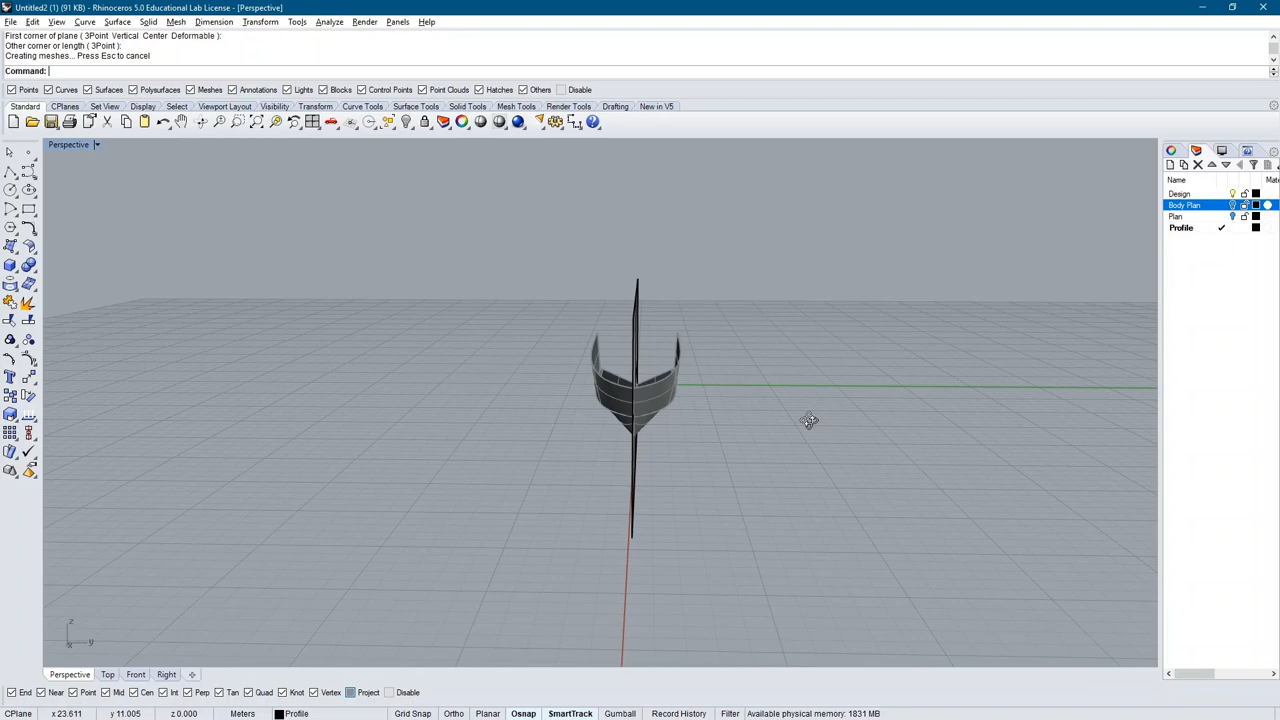 Untitled2 (1) (91 KB) - Rhinoceros 5.0 Educational Lab License - [Perspective]
File Edit View Curve Surface Solid Mesh Dimension Transform Tools Analyze Render Panels Help
First corner of plane ( 3Point Vertical Center Deformable ):
Other corner or length ( 3Point ):
Creating meshes... Press Esc to cancel
Command:
Points Curves Surfaces Polysurfaces Meshes Annotations Lights Blocks Control Points Point Clouds Hatches Others Disable
Standard CPlanes Set View Display Select Viewport Layout Visibility Transform Curve Tools Surface Tools Solid Tools Mesh Tools Render Tools Drafting New in V5
Perspective
Name Mate
Design
Body Plan
Plan
Profile
z
x y
Perspective Top Front Right
End Near Point Mid Cen Int Perp Tan Quad Knot Vertex Project Disable
CPlane x 23.611 y 11.005 z 0.000 Meters Profile Grid Snap Ortho Planar Osnap SmartTrack Gumball Record History Filter Available physical memory: 1831 MB